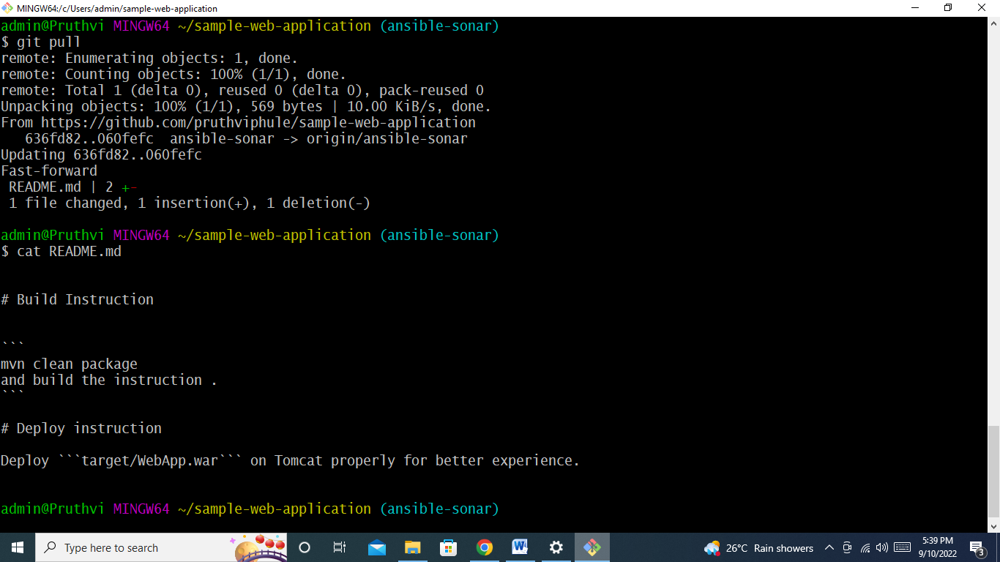 MINGW64:/c/Users/admin/sample-web-application
admin@Pruthvi MINGW64 ~/sample-web-application (ansible-sonar)
$ git pull
remote: Enumerating objects: 1, done.
remote: Counting objects: 100% (1/1), done.
remote: Total 1 (delta 0), reused 0 (delta 0), pack-reused 0
Unpacking objects: 100% (1/1), 569 bytes | 10.00 KiB/s, done.
From https://github.com/pruthviphule/sample-web-application
   636fd82..060fefc  ansible-sonar -> origin/ansible-sonar
Updating 636fd82..060fefc
Fast-forward
 README.md | 2 +-
 1 file changed, 1 insertion(+), 1 deletion(-)
admin@Pruthvi MINGW64 ~/sample-web-application (ansible-sonar)
$ cat README.md
# Build Instruction
```
mvn clean package
and build the instruction .
```
# Deploy instruction
Deploy ```target/WebApp.war``` on Tomcat properly for better experience.
admin@Pruthvi MINGW64 ~/sample-web-application (ansible-sonar)
Type here to search
26°C Rain showers
5:39 PM
9/10/2022
3